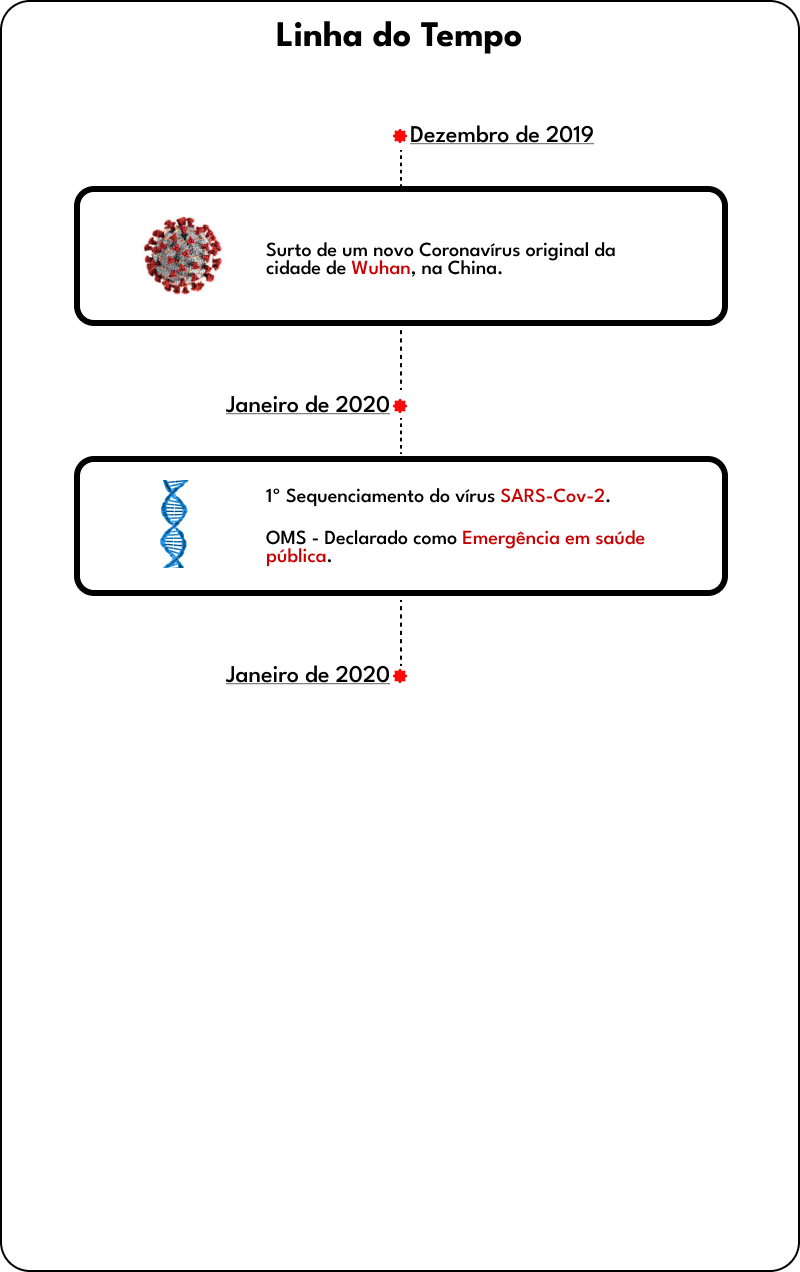 Linha do Tempo
Dezembro de 2019
Surto de um novo Coronavírus original da
cidade de Wuhan, na China.
Janeiro de 2020
1º Sequenciamento do vírus SARS-Cov-2.
OMS - Declarado como Emergência em saúde
pública.
Janeiro de 2020